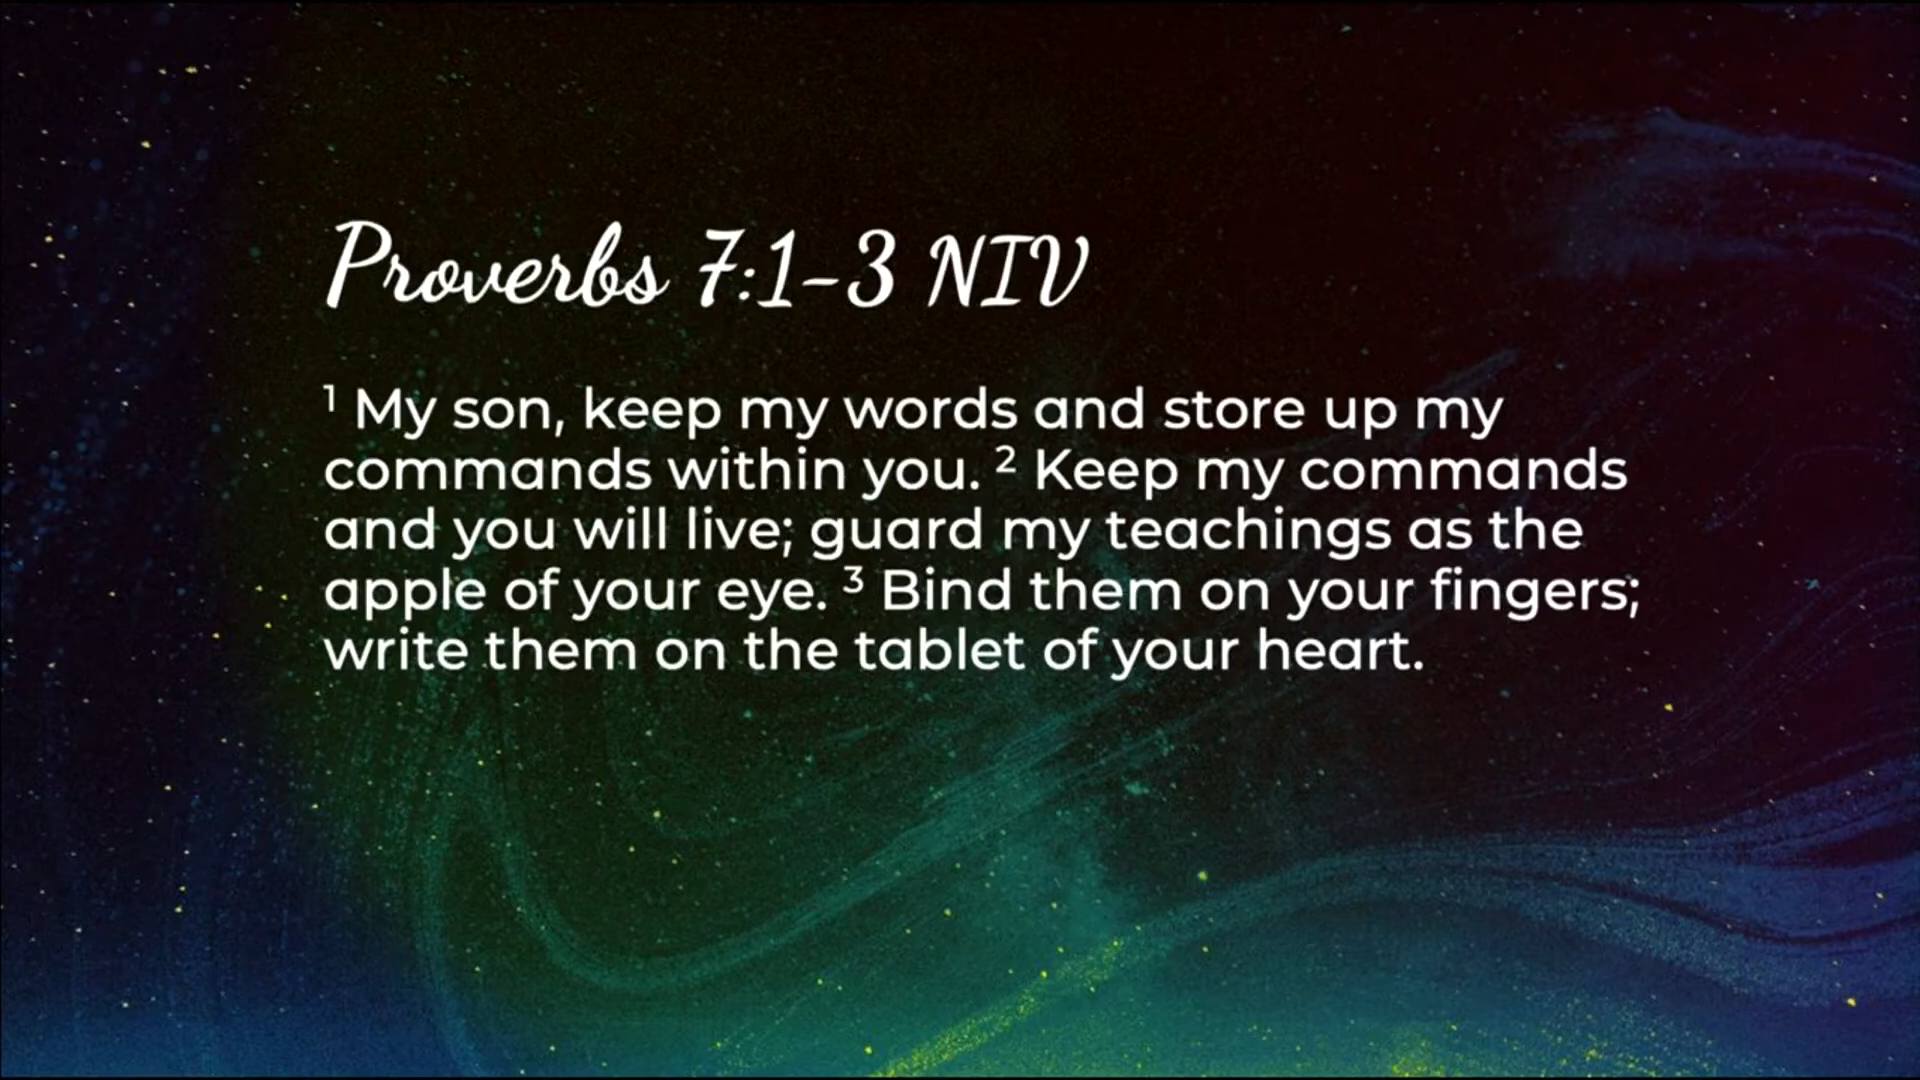 Proverbs 7:1-3 NIV
1 My son, keep my words and store up my
commands within you. 2 Keep my commands
and you will live; guard my teachings as the
apple of your eye. 3 Bind them on your fingers;
write them on the tablet of your heart.